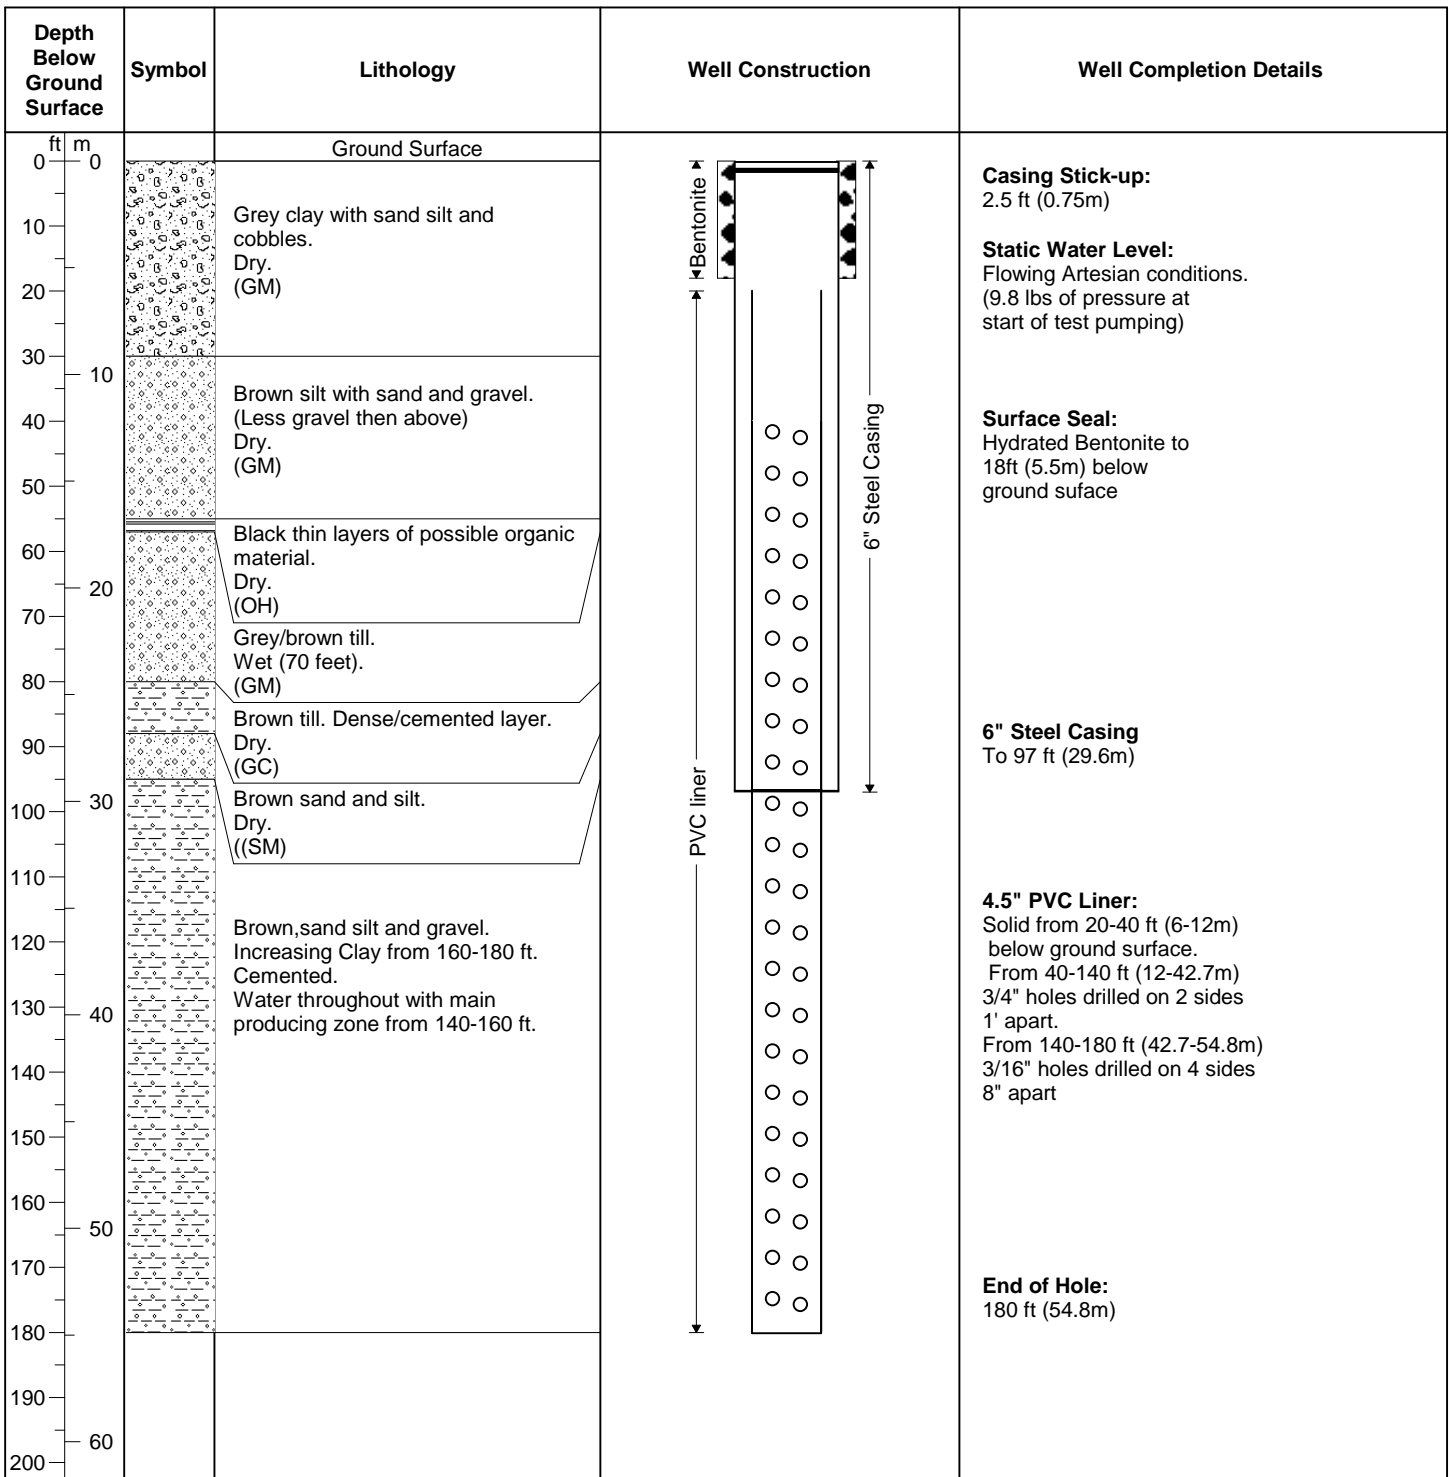 Depth
Below
Ground
Surface
Symbol
Lithology
Well Construction
Well Completion Details
ft m
0
10
20
30
40
50
60
70
80
90
100
110
120
130
140
150
160
170
180
190
200
0
10
20
30
40
50
60
Ground Surface
Grey clay with sand silt and
cobbles.
Dry.
(GM)
Brown silt with sand and gravel.
(Less gravel then above)
Dry.
(GM)
Black thin layers of possible organic
material.
Dry.
(OH)
Grey/brown till.
Wet (70 feet).
(GM)
Brown till. Dense/cemented layer.
Dry.
(GC)
Brown sand and silt.
Dry.
((SM)
Brown,sand silt and gravel.
Increasing Clay from 160-180 ft.
Cemented.
Water throughout with main
producing zone from 140-160 ft.
Bentonite
PVC liner
6" Steel Casing
Casing Stick-up:
2.5 ft (0.75m)
Static Water Level:
Flowing Artesian conditions.
(9.8 lbs of pressure at
start of test pumping)
Surface Seal:
Hydrated Bentonite to
18ft (5.5m) below
ground suface
6" Steel Casing
To 97 ft (29.6m)
4.5" PVC Liner:
Solid from 20-40 ft (6-12m)
below ground surface.
From 40-140 ft (12-42.7m)
3/4" holes drilled on 2 sides
1' apart.
From 140-180 ft (42.7-54.8m)
3/16" holes drilled on 4 sides
8" apart
End of Hole:
180 ft (54.8m)